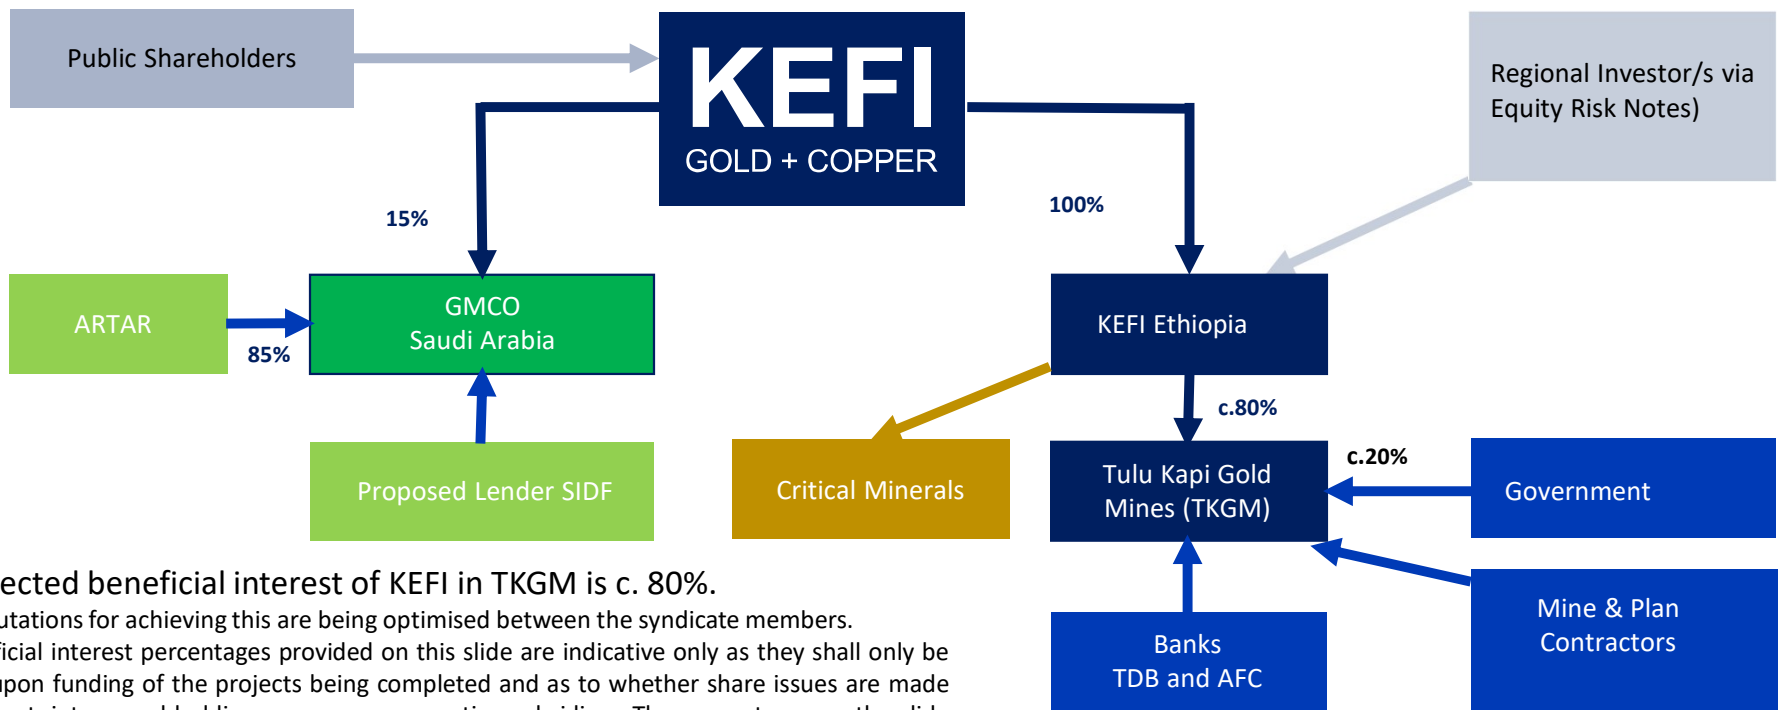 Public Shareholders
KEFI
GOLD + COPPER
Regional Investor/s via
Equity Risk Notes)
15%
100%
ARTAR
85%
GMCO
Saudi Arabia
KEFI Ethiopia
c.80%
Proposed Lender SIDF
Critical Minerals
Tulu Kapi Gold
Mines (TKGM)
c.20%
Government
ected beneficial interest of KEFI in TKGM is c. 80%.
utations for achieving this are being optimised between the syndicate members.
ficial interest percentages provided on this slide are indicative only as they shall only be
upon funding of the projects being completed and as to whether share issues are made
Banks
TDB and AFC
Mine & Plan
Contractors